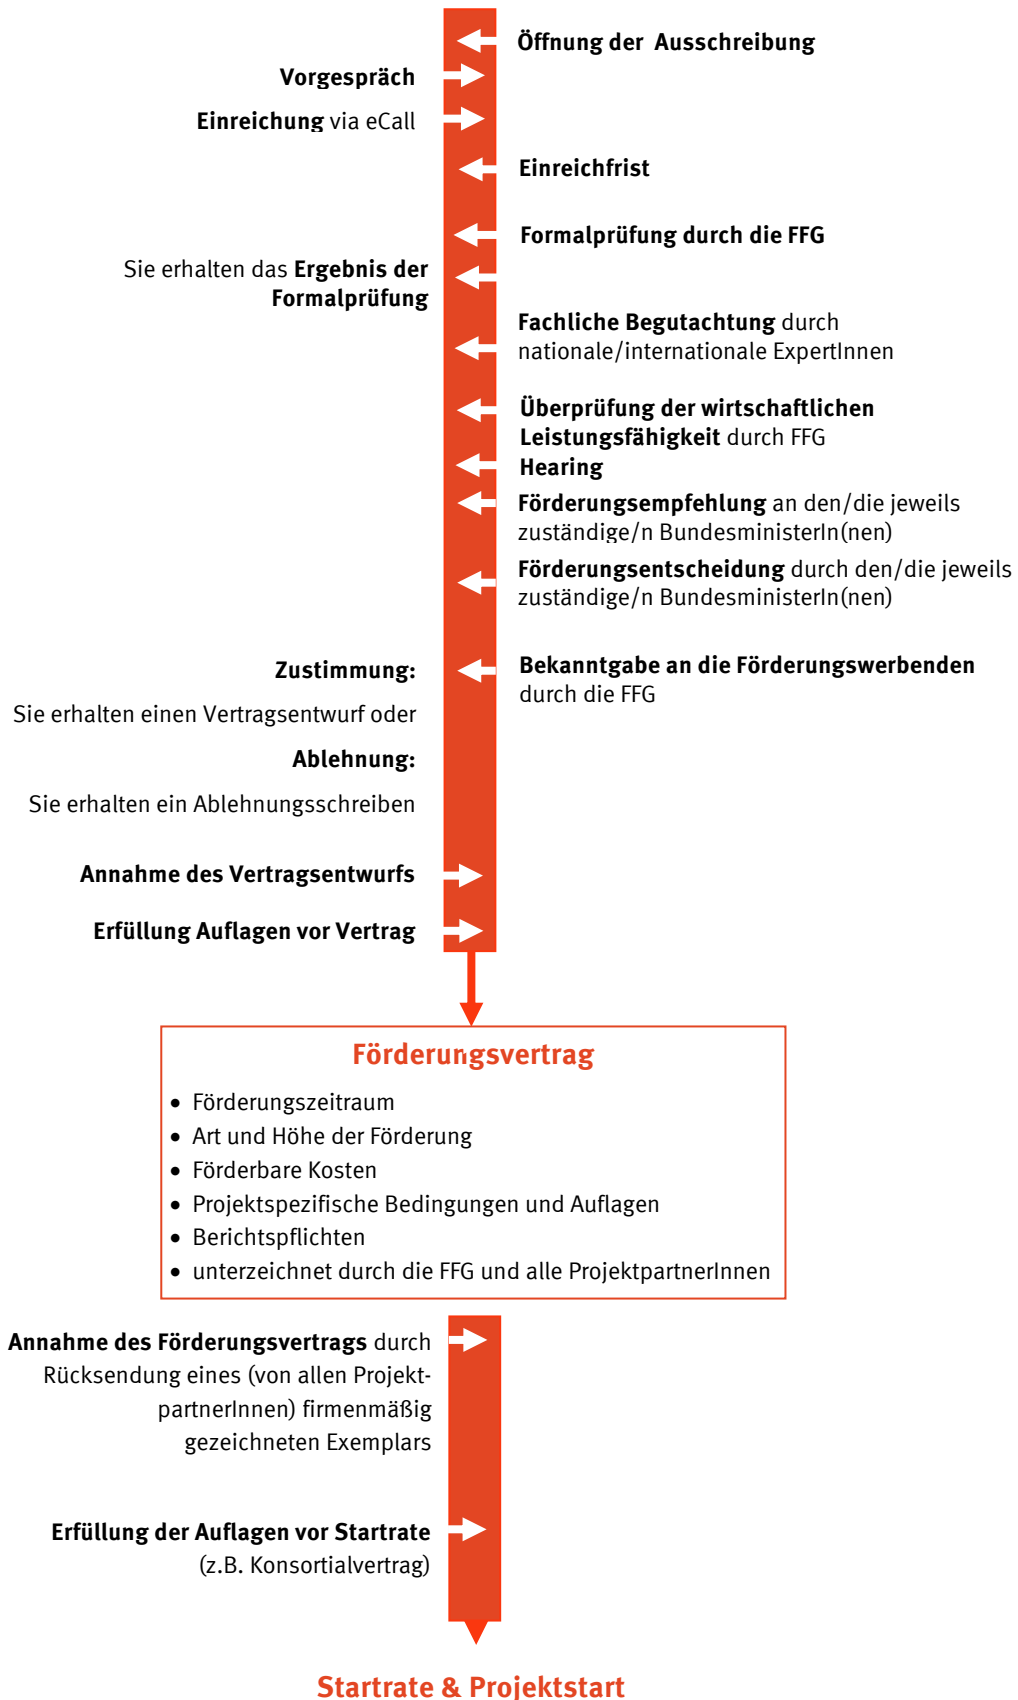 Öffnung der Ausschreibung
Vorgespräch
Einreichung via eCall
Einreichfrist
Formalprüfung durch die FFG
Sie erhalten das Ergebnis der
Formalprüfung
Fachliche Begutachtung durch
nationale/internationale ExpertInnen
Überprüfung der wirtschaftlichen
Leistungsfähigkeit durch FFG
Hearing
Förderungsempfehlung an den/die jeweils
zuständige/n BundesministerIn(nen)
Förderungsentscheidung durch den/die jeweils
zuständige/n BundesministerIn(nen)
Bekanntgabe an die Förderungswerbenden
durch die FFG
Zustimmung:
Sie erhalten einen Vertragsentwurf oder
Ablehnung:
Sie erhalten ein Ablehnungsschreiben
Annahme des Vertragsentwurfs
Erfüllung Auflagen vor Vertrag
Förderungsvertrag
• Förderungszeitraum
• Art und Höhe der Förderung
• Förderbare Kosten
• Projektspezifische Bedingungen und Auflagen
• Berichtspflichten
• unterzeichnet durch die FFG und alle ProjektpartnerInnen
Annahme des Förderungsvertrags durch
Rücksendung eines (von allen Projekt-
partnerInnen) firmenmäßig
gezeichneten Exemplars
Erfüllung der Auflagen vor Startrate
(z.B. Konsortialvertrag)
Startrate & Projektstart